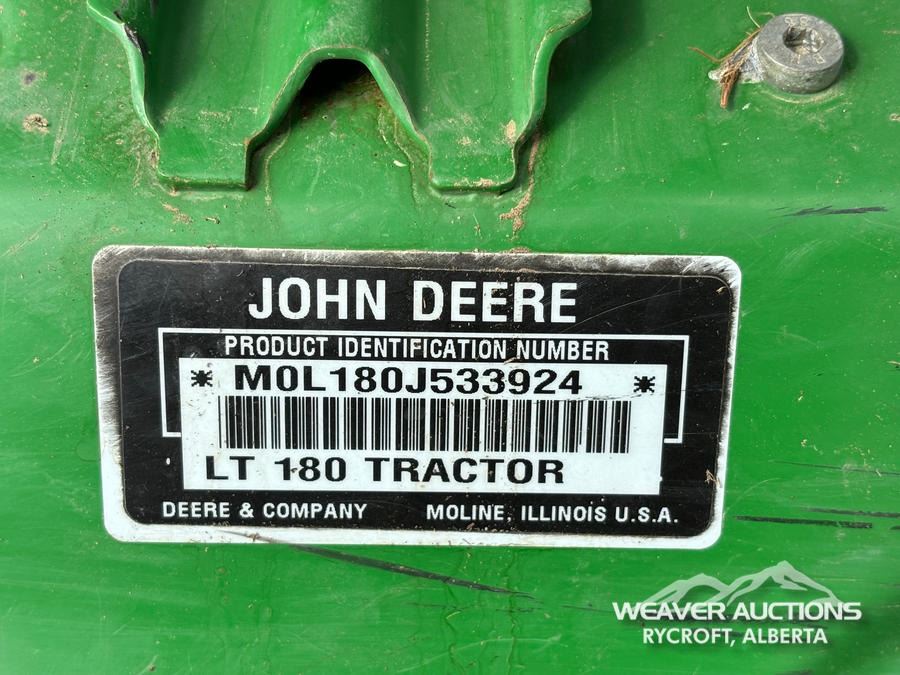 JOHN DEERE
PRODUCT IDENTIFICATION NUMBER
* M0L180J533924 *
LT 180 TRACTOR
DEERE & COMPANY MOLINE, ILLINOIS U.S.A.
WEAVER AUCTIONS
RYCROFT, ALBERTA